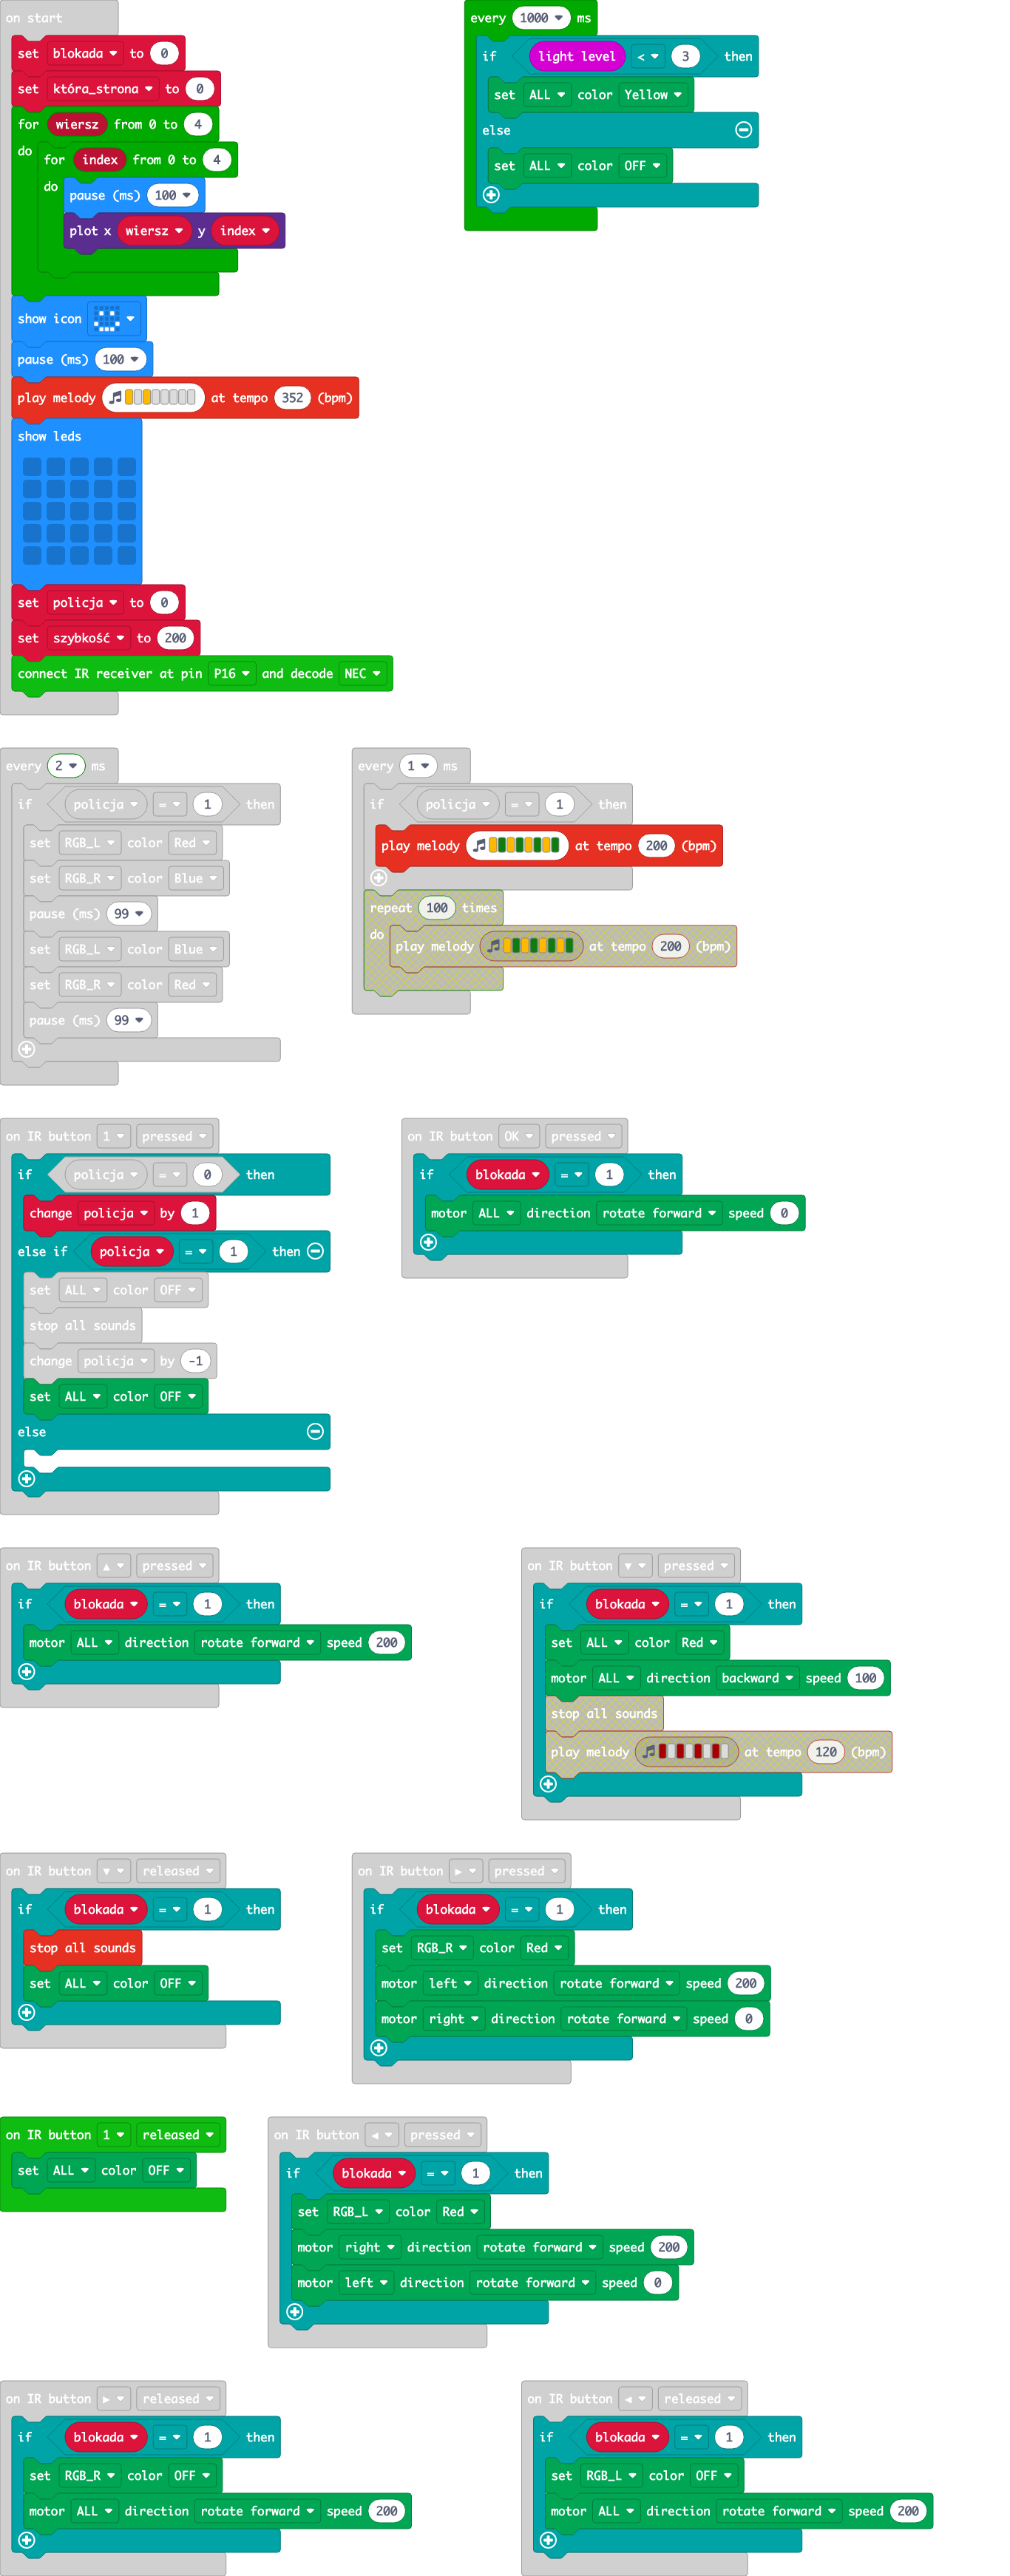 on start
set blokada to 0
set która_strona to 0
for wiersz from 0 to 4
do for index from 0 to 4
do pause (ms) 100
plot x wiersz y index
show icon
pause (ms) 100
play melody at tempo 352 (bpm)
show leds
set policja to 0
set szybkość to 200
connect IR receiver at pin P16 and decode NEC
every 1000 ms
if light level < 3 then
set ALL color Yellow
else
set ALL color OFF
every 2 ms
if policja = 1 then
set RGB_L color Red
set RGB_R color Blue
pause (ms) 99
set RGB_L color Blue
set RGB_R color Red
pause (ms) 99
every 1 ms
if policja = 1 then
play melody at tempo 200 (bpm)
repeat 100 times
do play melody at tempo 200 (bpm)
on IR button 1 pressed
if policja = 0 then
change policja by 1
else if policja = 1 then
set ALL color OFF
stop all sounds
change policja by -1
set ALL color OFF
else
on IR button OK pressed
if blokada = 1 then
motor ALL direction rotate forward speed 0
on IR button ▲ pressed
if blokada = 1 then
motor ALL direction rotate forward speed 200
on IR button ▼ pressed
if blokada = 1 then
set ALL color Red
motor ALL direction backward speed 100
stop all sounds
play melody at tempo 120 (bpm)
on IR button ▼ released
if blokada = 1 then
stop all sounds
set ALL color OFF
on IR button ► pressed
if blokada = 1 then
set RGB_R color Red
motor left direction rotate forward speed 200
motor right direction rotate forward speed 0
on IR button 1 released
set ALL color OFF
on IR button ◄ pressed
if blokada = 1 then
set RGB_L color Red
motor right direction rotate forward speed 200
motor left direction rotate forward speed 0
on IR button ► released
if blokada = 1 then
set RGB_R color OFF
motor ALL direction rotate forward speed 200
on IR button ◄ released
if blokada = 1 then
set RGB_L color OFF
motor ALL direction rotate forward speed 200